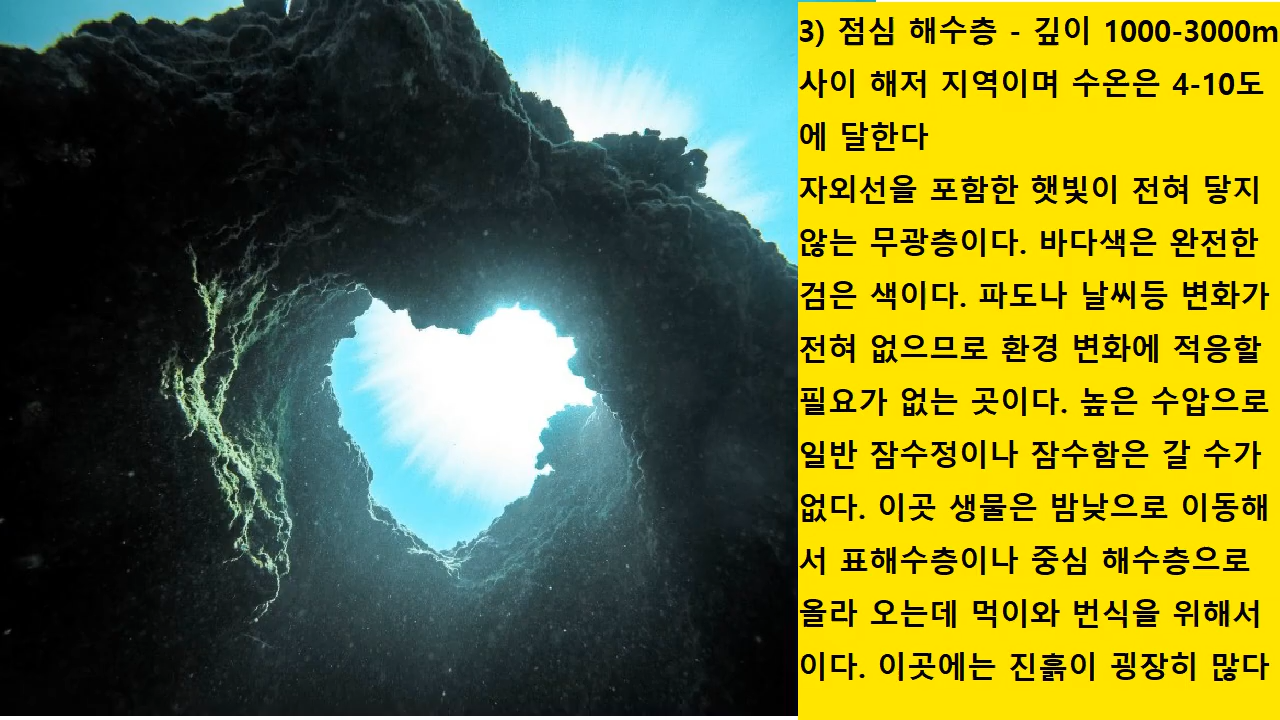 3) 점심 해수층 - 깊이 1000-3000m
사이 해저 지역이며 수온은 4-10도
에 달한다
자외선을 포함한 햇빛이 전혀 닿지
않는 무광층이다. 바다색은 완전한
검은 색이다. 파도나 날씨등 변화가
전혀 없으므로 환경 변화에 적응할
필요가 없는 곳이다. 높은 수압으로
일반 잠수정이나 잠수함은 갈 수가
없다. 이곳 생물은 밤낮으로 이동해
서 표해수층이나 중심 해수층으로
올라 오는데 먹이와 번식을 위해서
이다. 이곳에는 진흙이 굉장히 많다